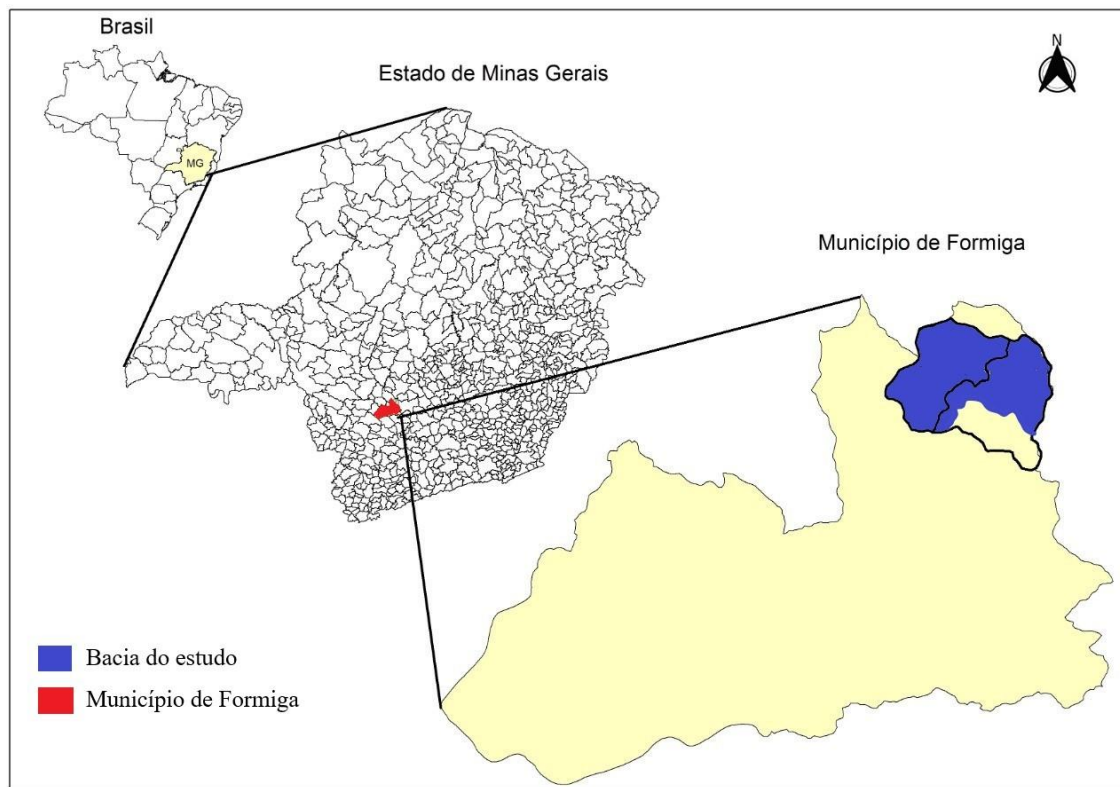 Brasil
N
Estado de Minas Gerais
MG
Município de Formiga
Bacia do estudo
Município de Formiga